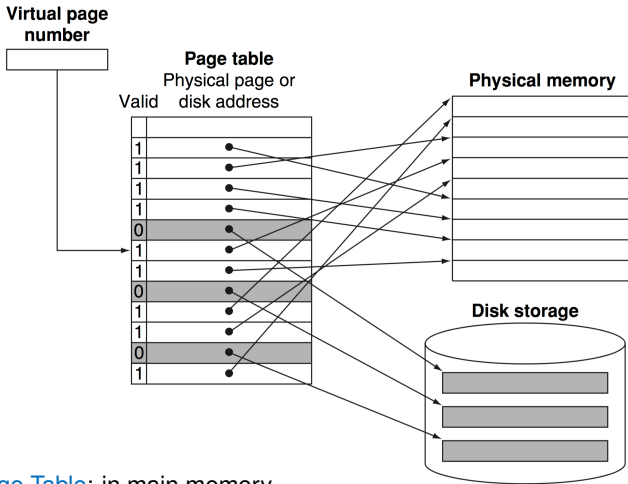 Virtual page
number
Page table
Physical page or
Valid disk address
Physical memory
1
1
1
1
0
1
1
0
1
1
0
1
Disk storage
ge Table: in main memory